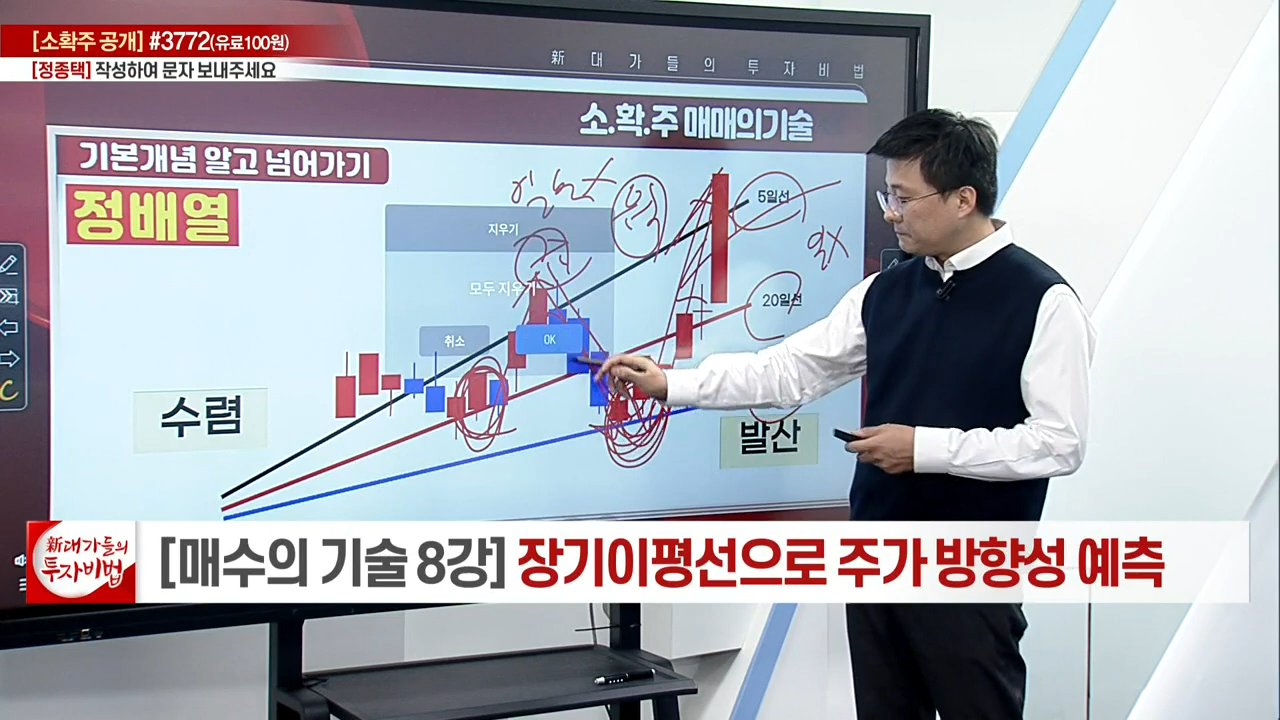 [소확주 공개] #3772(유료100원)
[정종택] 작성하여 문자 보내주세요
新 대 가 들 의 투 자 비 법
소.확.주 매매의기술
기본개념 알고 넘어가기
정배열
지우기
모두 지우기
취소
OK
5일선
20일선
수렴
발산
新대가들의
투자비법
[매수의 기술 8강] 장기이평선으로 주가 방향성 예측